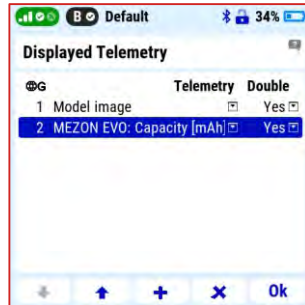 B Default 34%
Displayed Telemetry
G Telemetry Double
1 Model image Yes
2 MEZON EVO: Capacity [mAh] Yes
Ok